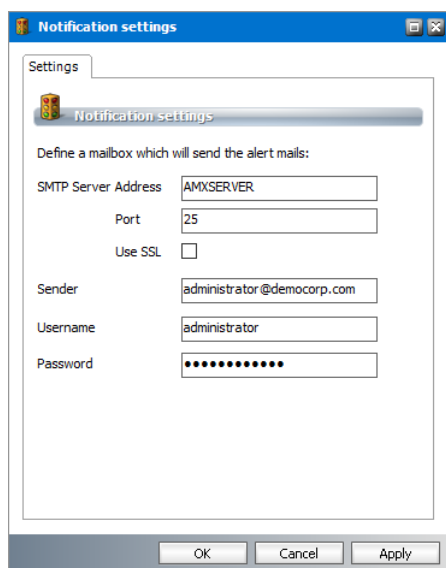 Notification settings
Settings
Notification settings
Define a mailbox which will send the alert mails:
SMTP Server Address AMXSERVER
Port 25
Use SSL
Sender administrator@democorp.com
Username administrator
Password ••••••••••••
OK Cancel Apply